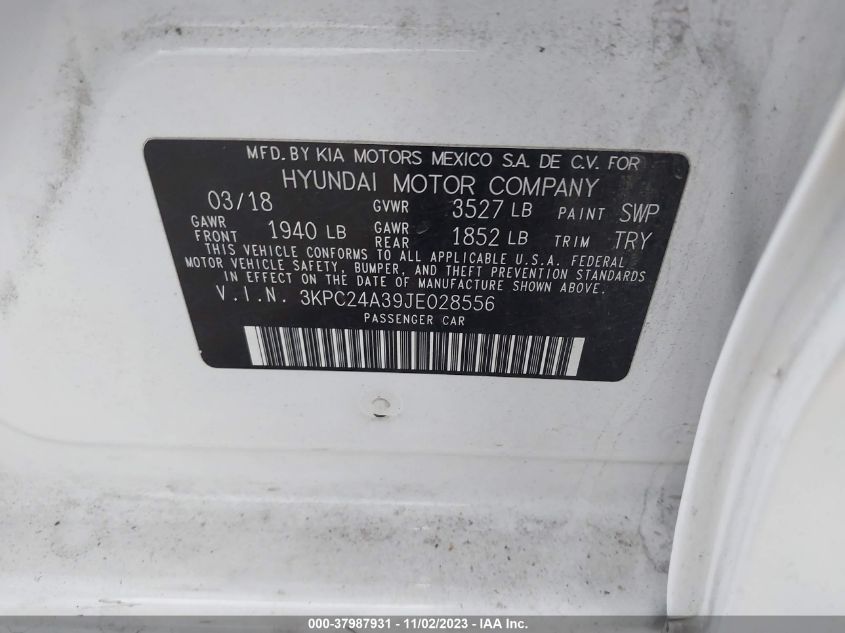 MFD. BY KIA MOTORS MEXICO S.A. DE C.V. FOR
HYUNDAI MOTOR COMPANY
03/18 GVWR 3527 LB PAINT SWP
GAWR FRONT 1940 LB GAWR REAR 1852 LB TRIM TRY
THIS VEHICLE CONFORMS TO ALL APPLICABLE U.S.A. FEDERAL
MOTOR VEHICLE SAFETY, BUMPER, AND THEFT PREVENTION STANDARDS
IN EFFECT ON THE DATE OF MANUFACTURE SHOWN ABOVE.
V.I.N. 3KPC24A39JE028556
PASSENGER CAR
000-37987931 - 11/02/2023 - IAA Inc.